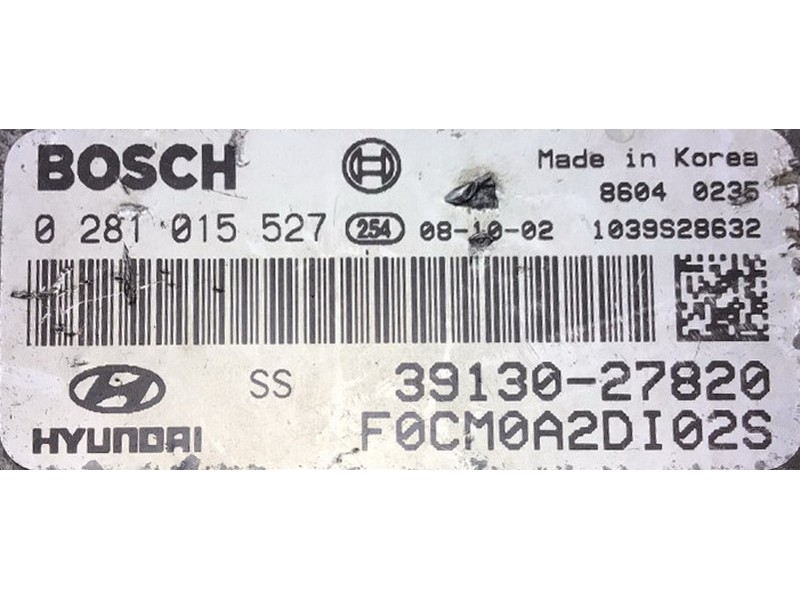 BOSCH
Made in Korea
8604 0235
0 281 015 527 254 08-10-02 1039S28632
SS 39130-27820
HYUNDAI F0CM0A2DI02S